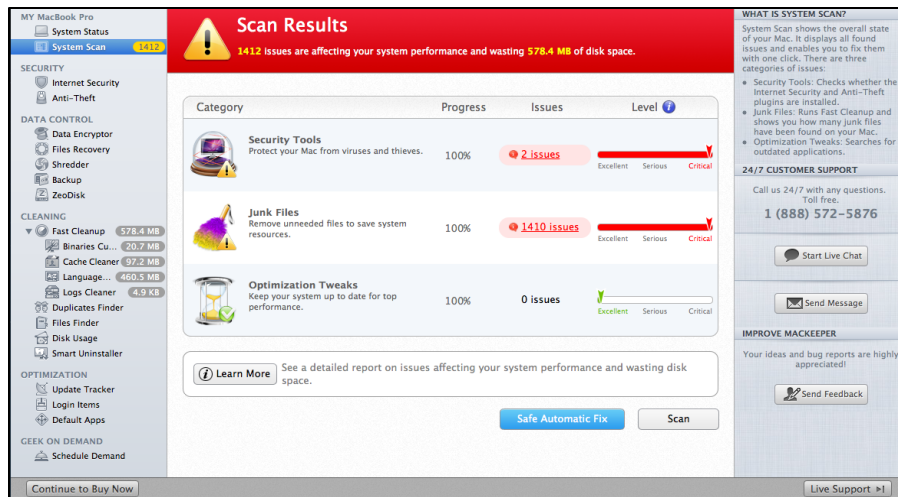 MY MacBook Pro
System Status
System Scan 1412
SECURITY
Internet Security
Anti-Theft
DATA CONTROL
Data Encryptor
Files Recovery
Shredder
Backup
ZeoDisk
CLEANING
Fast Cleanup 578.4 MB
Binaries Cu... 20.7 MB
Cache Cleaner 97.2 MB
Language... 460.5 MB
Logs Cleaner 4.9 KB
Duplicates Finder
Files Finder
Disk Usage
Smart Uninstaller
OPTIMIZATION
Update Tracker
Login Items
Default Apps
GEEK ON DEMAND
Schedule Demand
Continue to Buy Now
Scan Results
1412 issues are affecting your system performance and wasting 578.4 MB of disk space.
Category Progress Issues Level
Security Tools
Protect your Mac from viruses and thieves.
100% 2 issues
Excellent Serious Critical
Junk Files
Remove unneeded files to save system
resources.
100% 1410 issues
Excellent Serious Critical
Optimization Tweaks
Keep your system up to date for top
performance.
100% 0 issues
Excellent Serious Critical
Learn More
See a detailed report on issues affecting your system performance and wasting disk
space.
Safe Automatic Fix Scan
WHAT IS SYSTEM SCAN?
System Scan shows the overall state
of your Mac. It displays all found
issues and enables you to fix them
with one click. There are three
categories of issues:
• Security Tools: Checks whether the
Internet Security and Anti-Theft
plugins are installed.
• Junk Files: Runs Fast Cleanup and
shows you how many junk files
have been found on your Mac.
• Optimization Tweaks: Searches for
outdated applications.
24/7 CUSTOMER SUPPORT
Call us 24/7 with any questions.
Toll free.
1 (888) 572-5876
Start Live Chat
Send Message
IMPROVE MACKEEPER
Your ideas and bug reports are highly
appreciated!
Send Feedback
Live Support